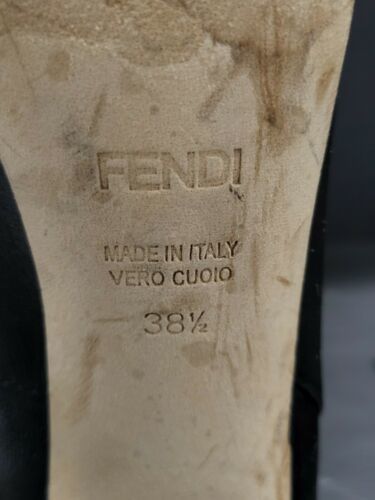 FENDI
MADE IN ITALY
VERO CUOIO
38½